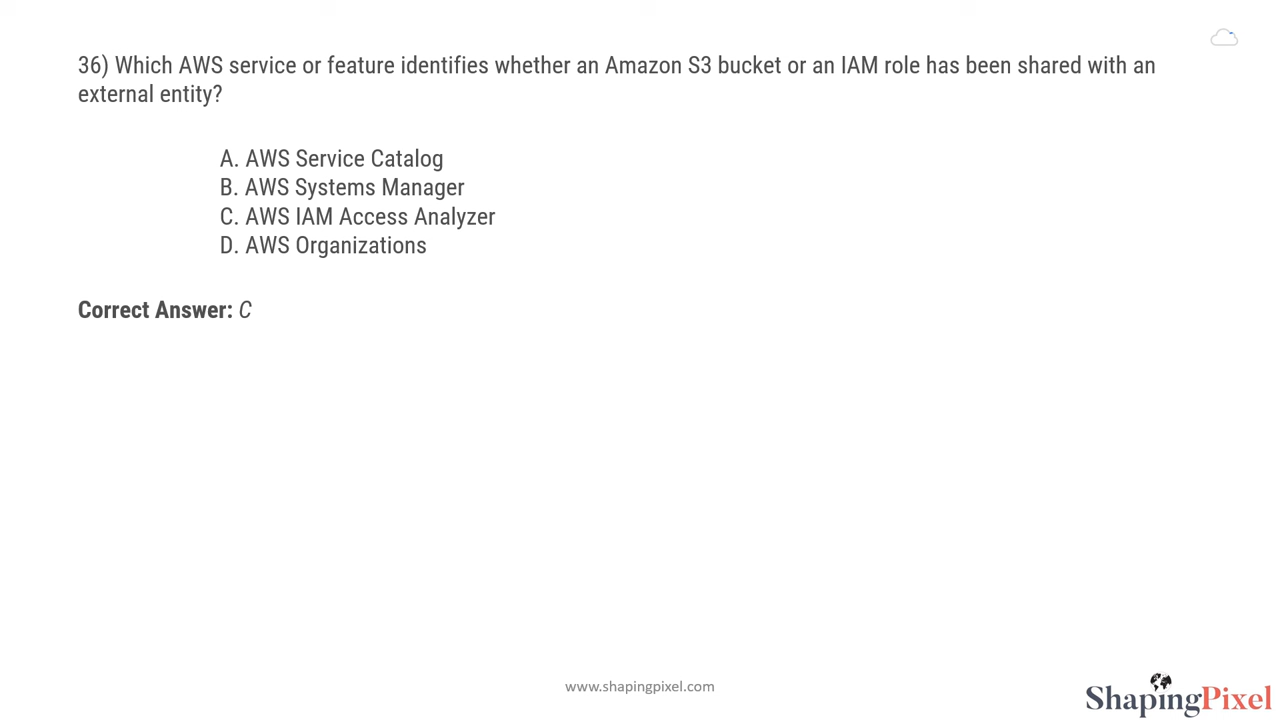 36) Which AWS service or feature identifies whether an Amazon S3 bucket or an IAM role has been shared with an
external entity?
A. AWS Service Catalog
B. AWS Systems Manager
C. AWS IAM Access Analyzer
D. AWS Organizations
Correct Answer: C
www.shapingpixel.com
ShapingPixel